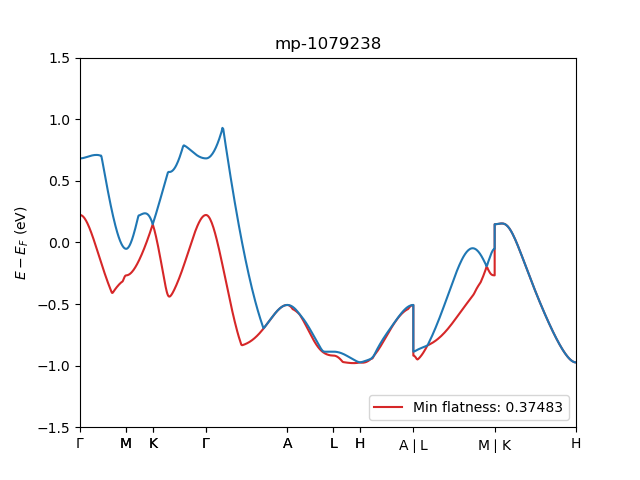 mp-1079238
E − E_F (eV)
1.5
1.0
0.5
0.0
−0.5
−1.0
−1.5
Min flatness: 0.37483
Γ M K Γ A L H A | L M | K H